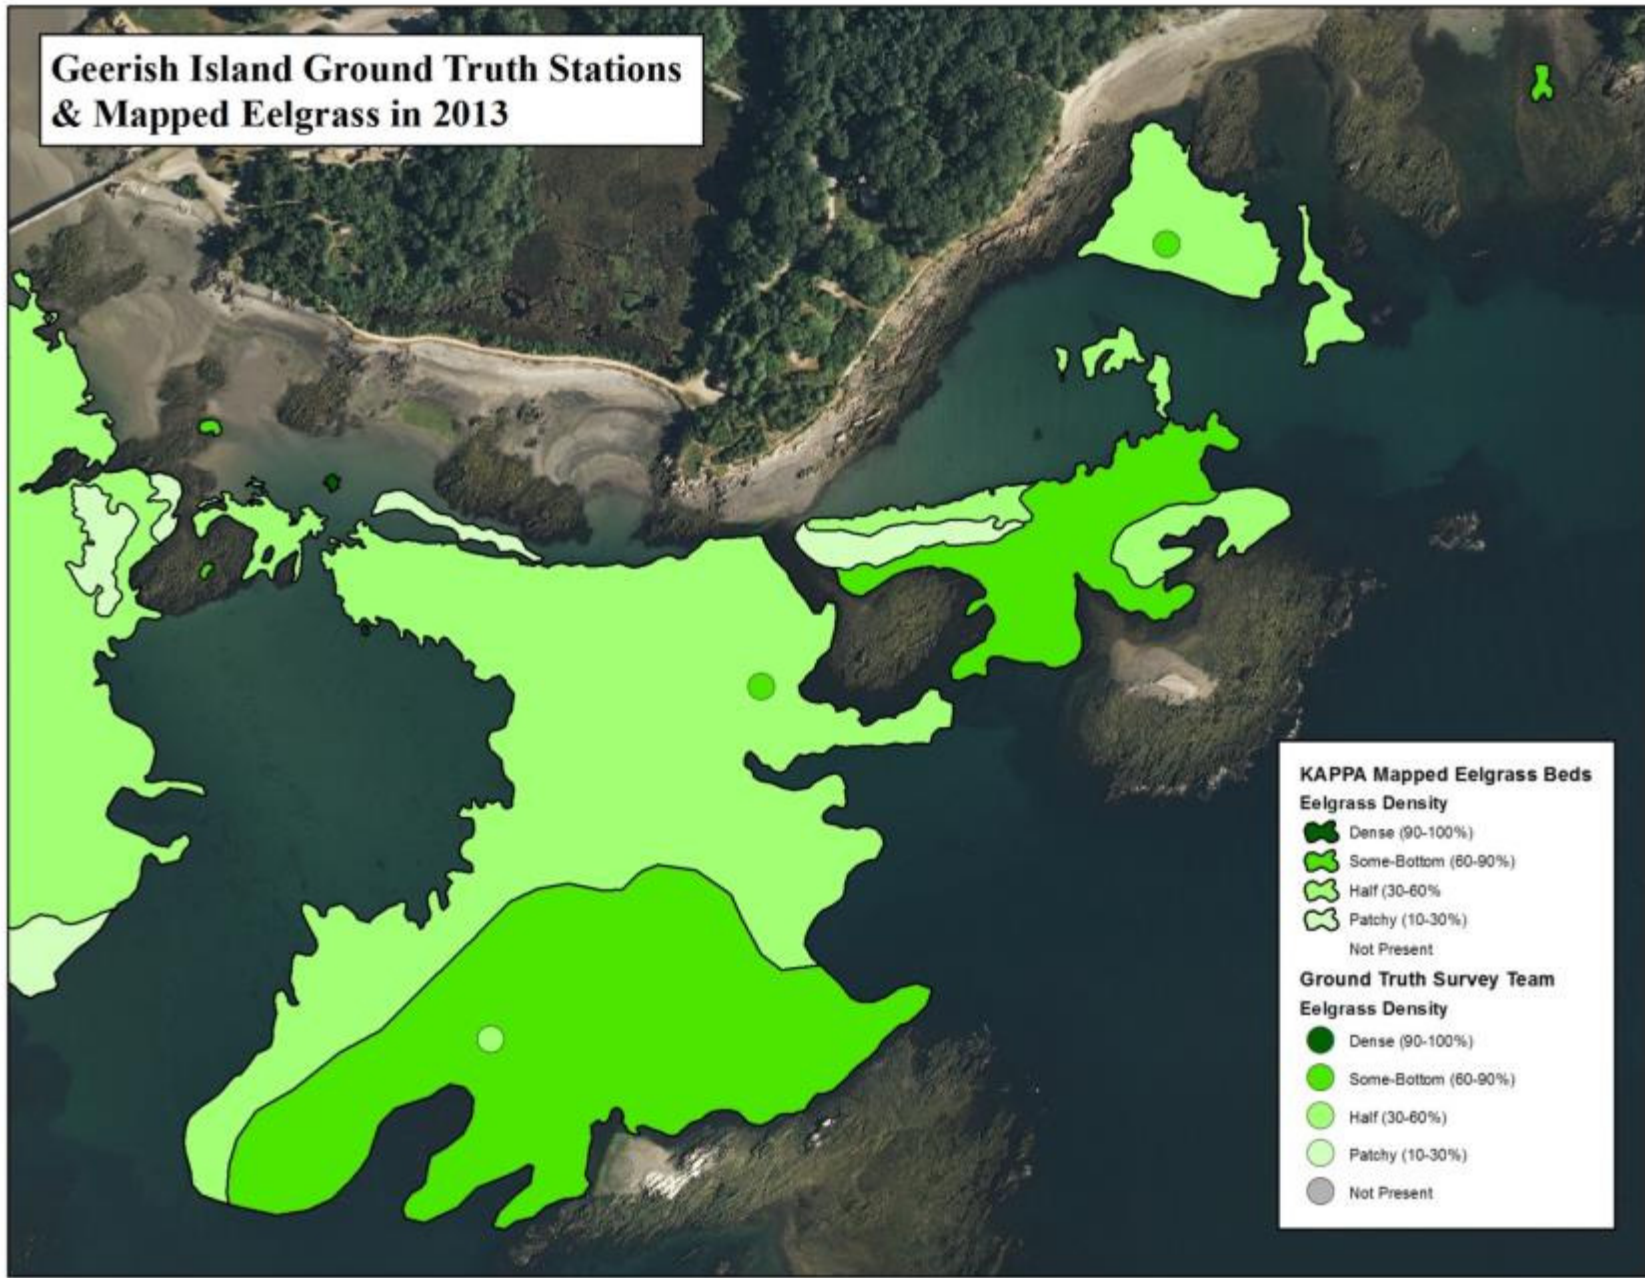 Geerish Island Ground Truth Stations
& Mapped Eelgrass in 2013
KAPPA Mapped Eelgrass Beds
Eelgrass Density
Dense (90-100%)
Some-Bottom (60-90%)
Half (30-60%
Patchy (10-30%)
Not Present
Ground Truth Survey Team
Eelgrass Density
Dense (90-100%)
Some-Bottom (60-90%)
Half (30-60%)
Patchy (10-30%)
Not Present